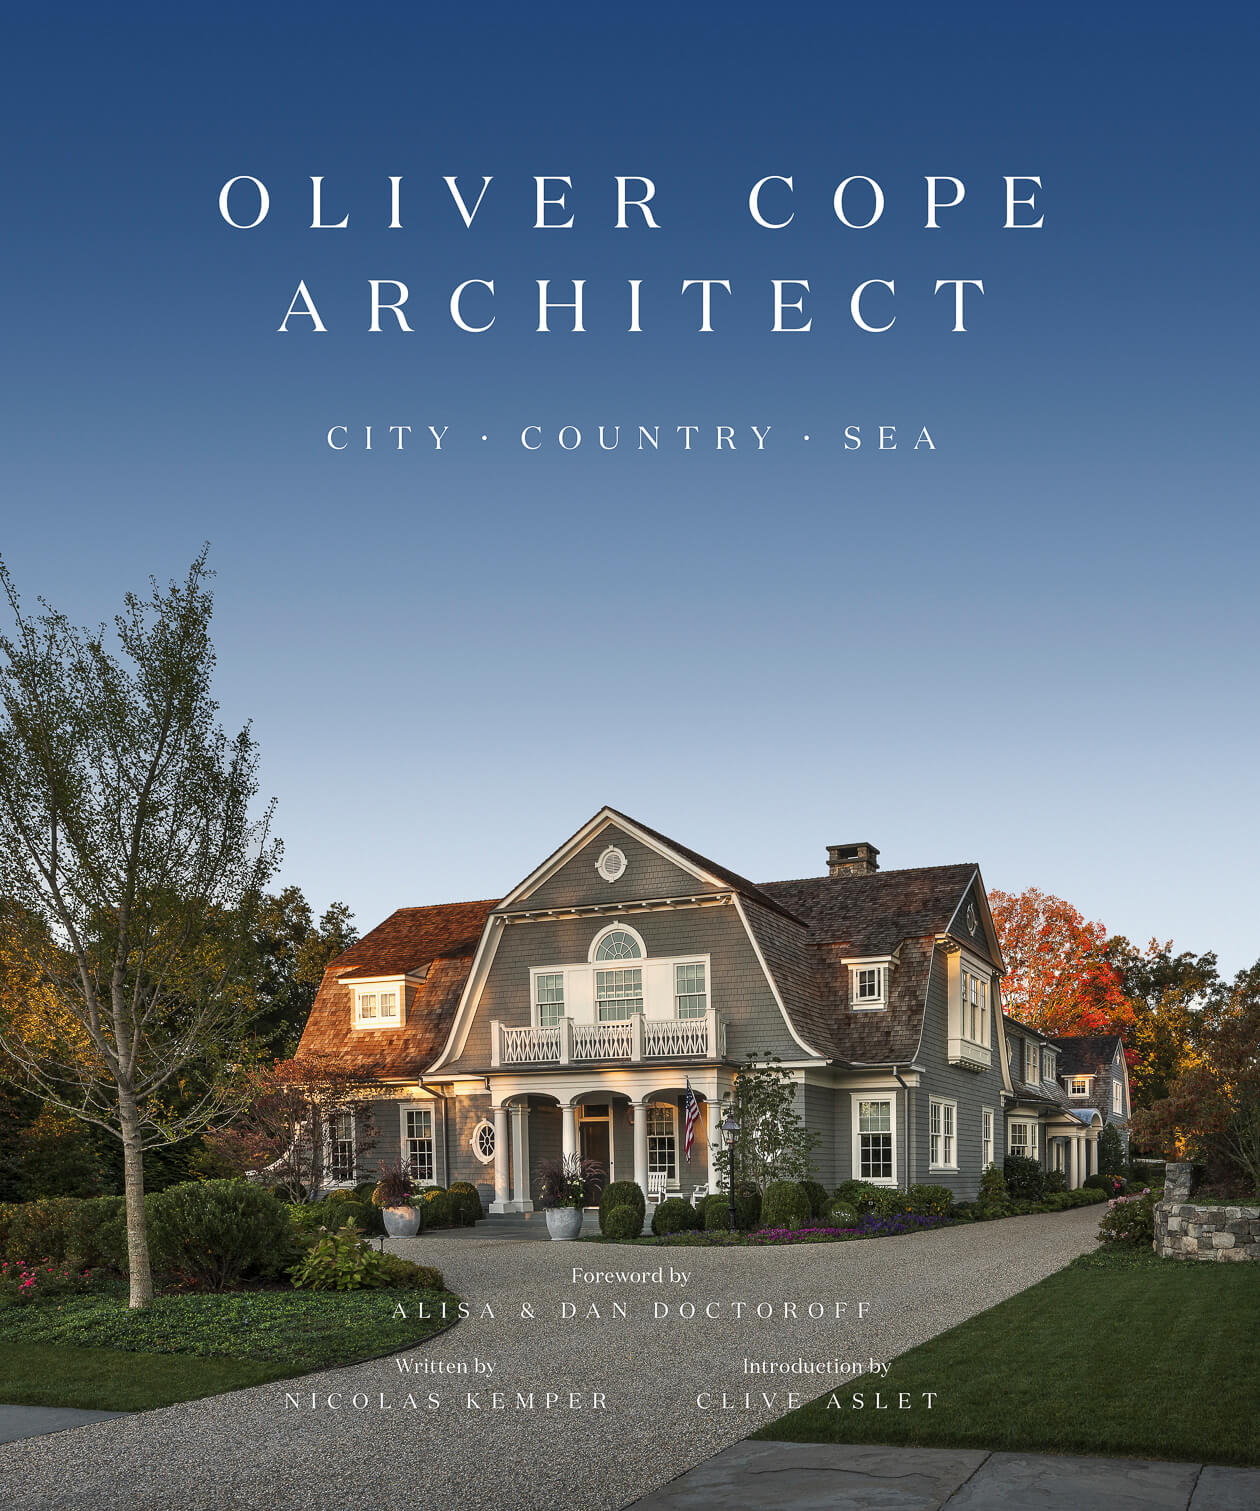 OLIVER COPE
ARCHITECT
CITY · COUNTRY · SEA
Foreword by
ALISA & DAN DOCTOROFF
Written by
NICOLAS KEMPER
Introduction by
CLIVE ASLET